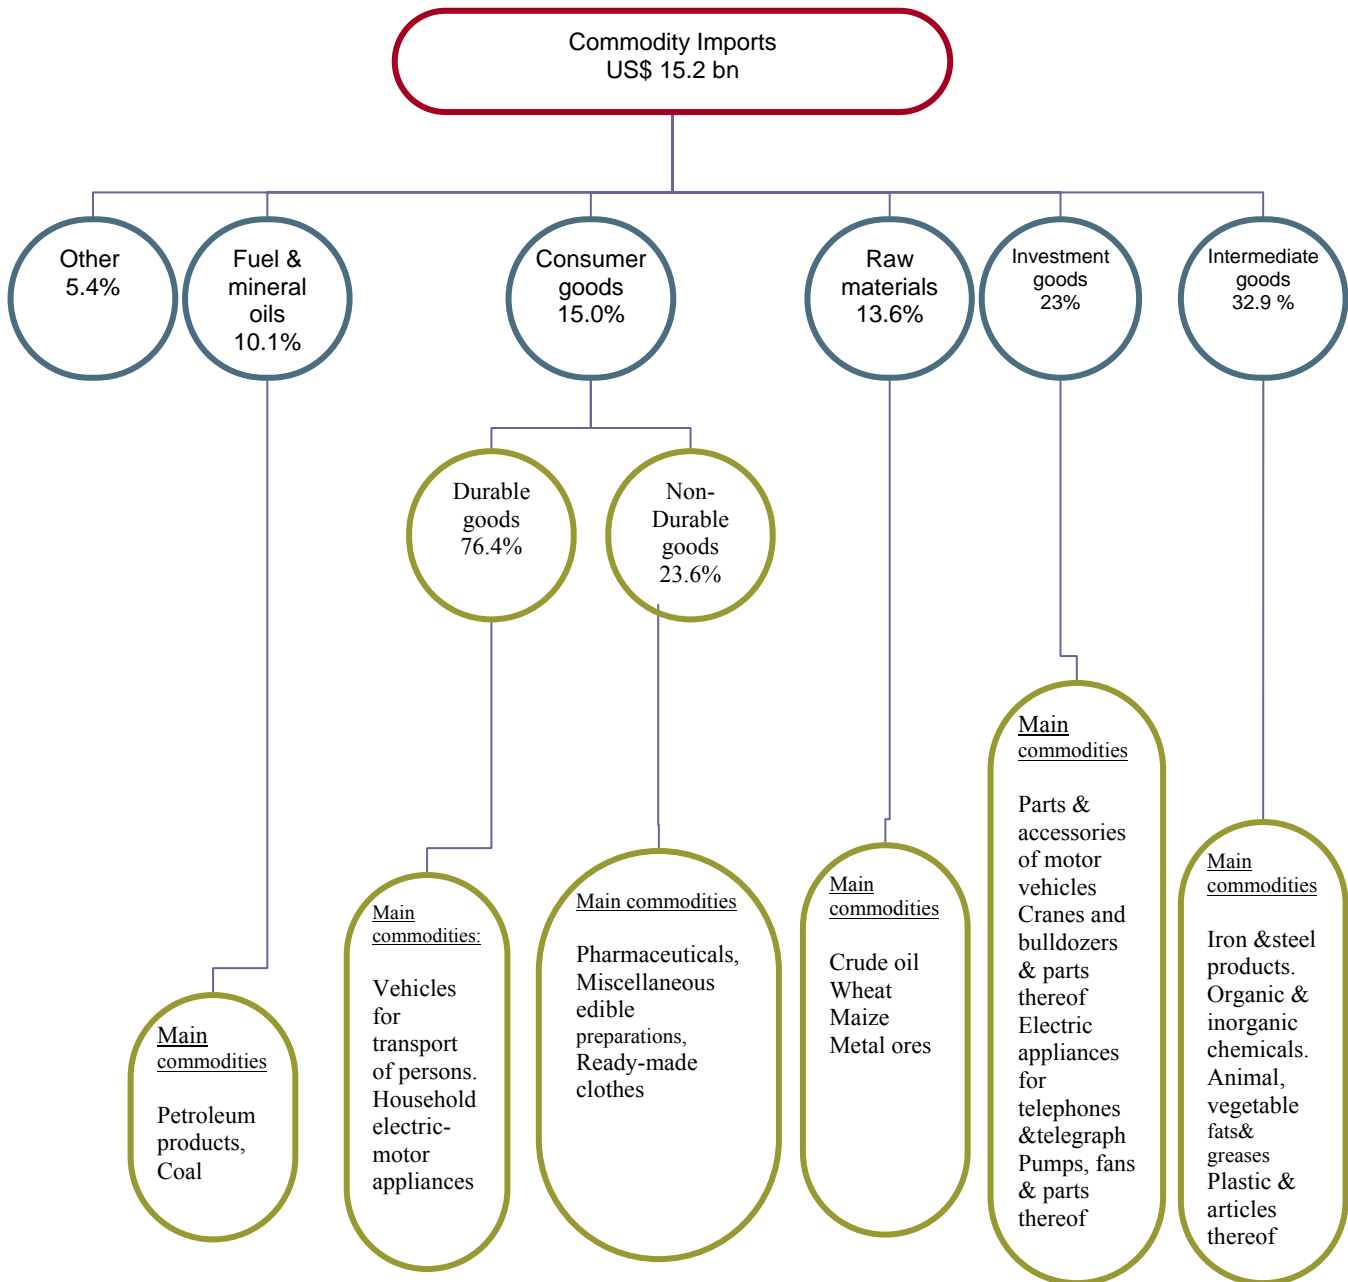 Commodity Imports
US$ 15.2 bn
Other
5.4%
Fuel &
mineral
oils
10.1%
Consumer
goods
15.0%
Raw
materials
13.6%
Investment
goods
23%
Intermediate
goods
32.9 %
Durable
goods
76.4%
Non-
Durable
goods
23.6%
Main
commodities
Petroleum
products,
Coal
Main
commodities:
Vehicles
for
transport
of persons.
Household
electric-
motor
appliances
Main commodities
Pharmaceuticals,
Miscellaneous
edible
preparations,
Ready-made
clothes
Main
commodities
Crude oil
Wheat
Maize
Metal ores
Main
commodities
Parts &
accessories
of motor
vehicles
Cranes and
bulldozers
& parts
thereof
Electric
appliances
for
telephones
&telegraph
Pumps, fans
& parts
thereof
Main
commodities
Iron &steel
products.
Organic &
inorganic
chemicals.
Animal,
vegetable
fats&
greases
Plastic &
articles
thereof